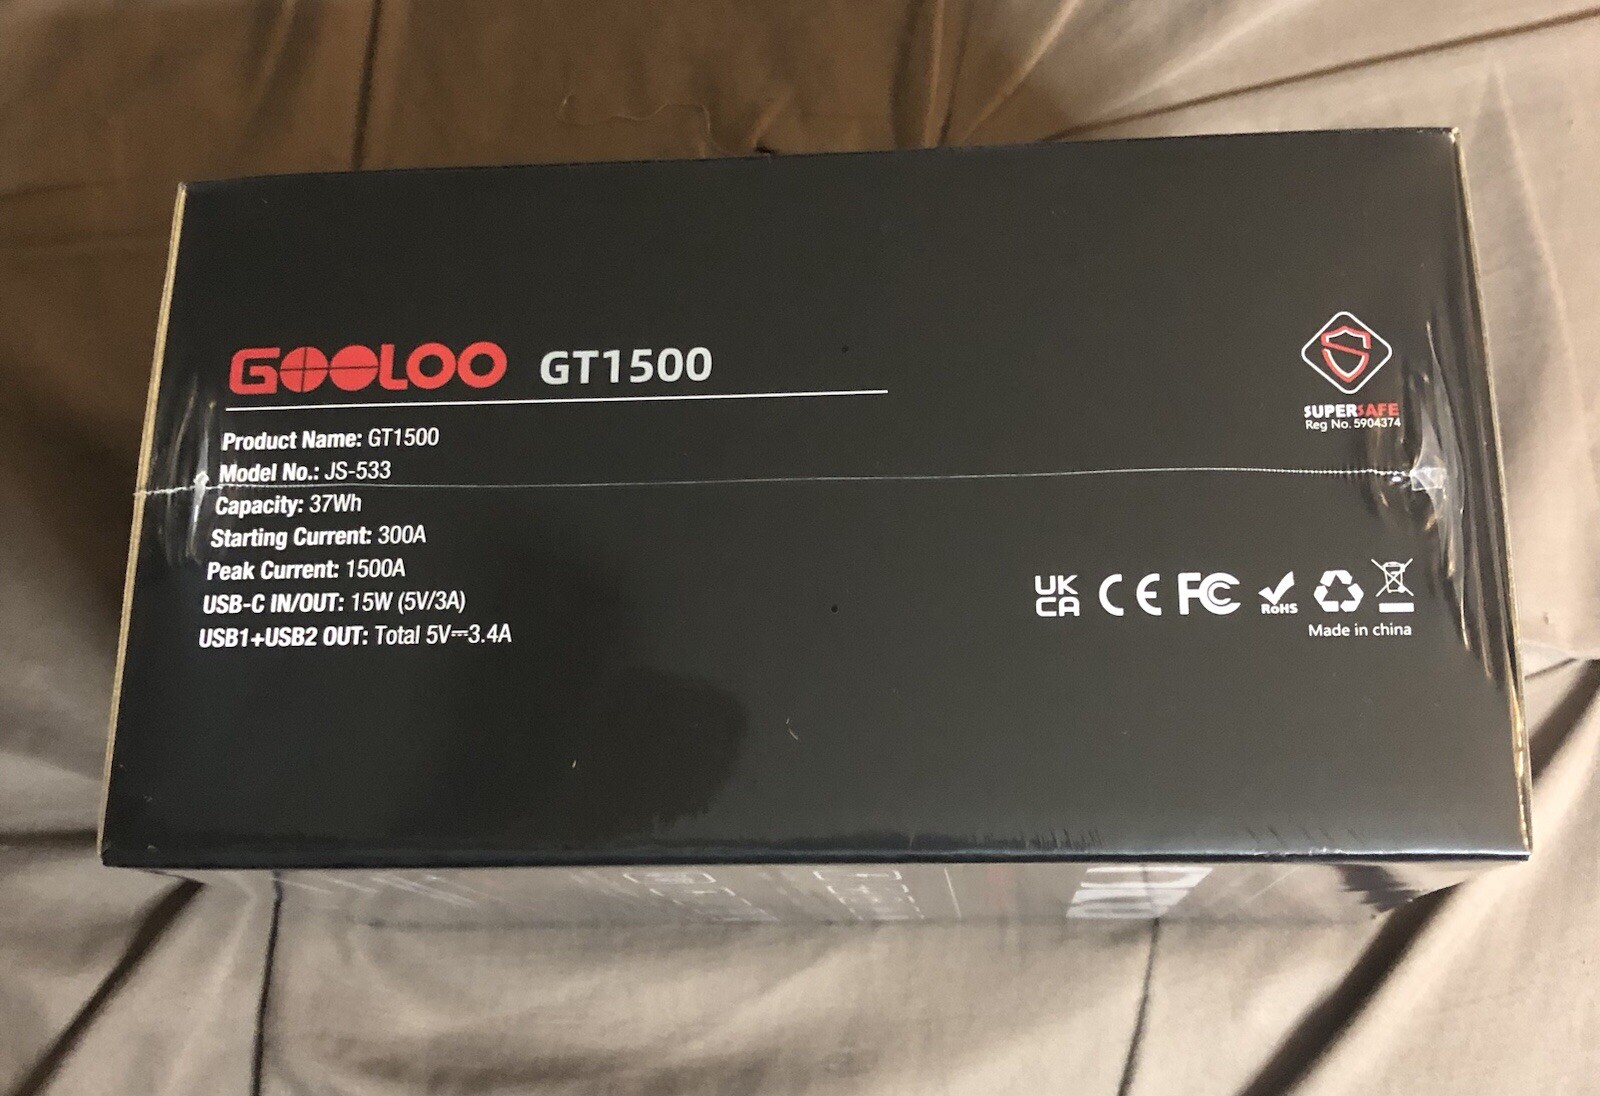 GOOLOO GT1500
Product Name: GT1500
Model No.: JS-533
Capacity: 37Wh
Starting Current: 300A
Peak Current: 1500A
USB-C IN/OUT: 15W (5V/3A)
USB1+USB2 OUT: Total 5V⎓3.4A
SUPERSAFE
Reg No. 5904374
UK
CA
CE FC
RoHS
Made in china